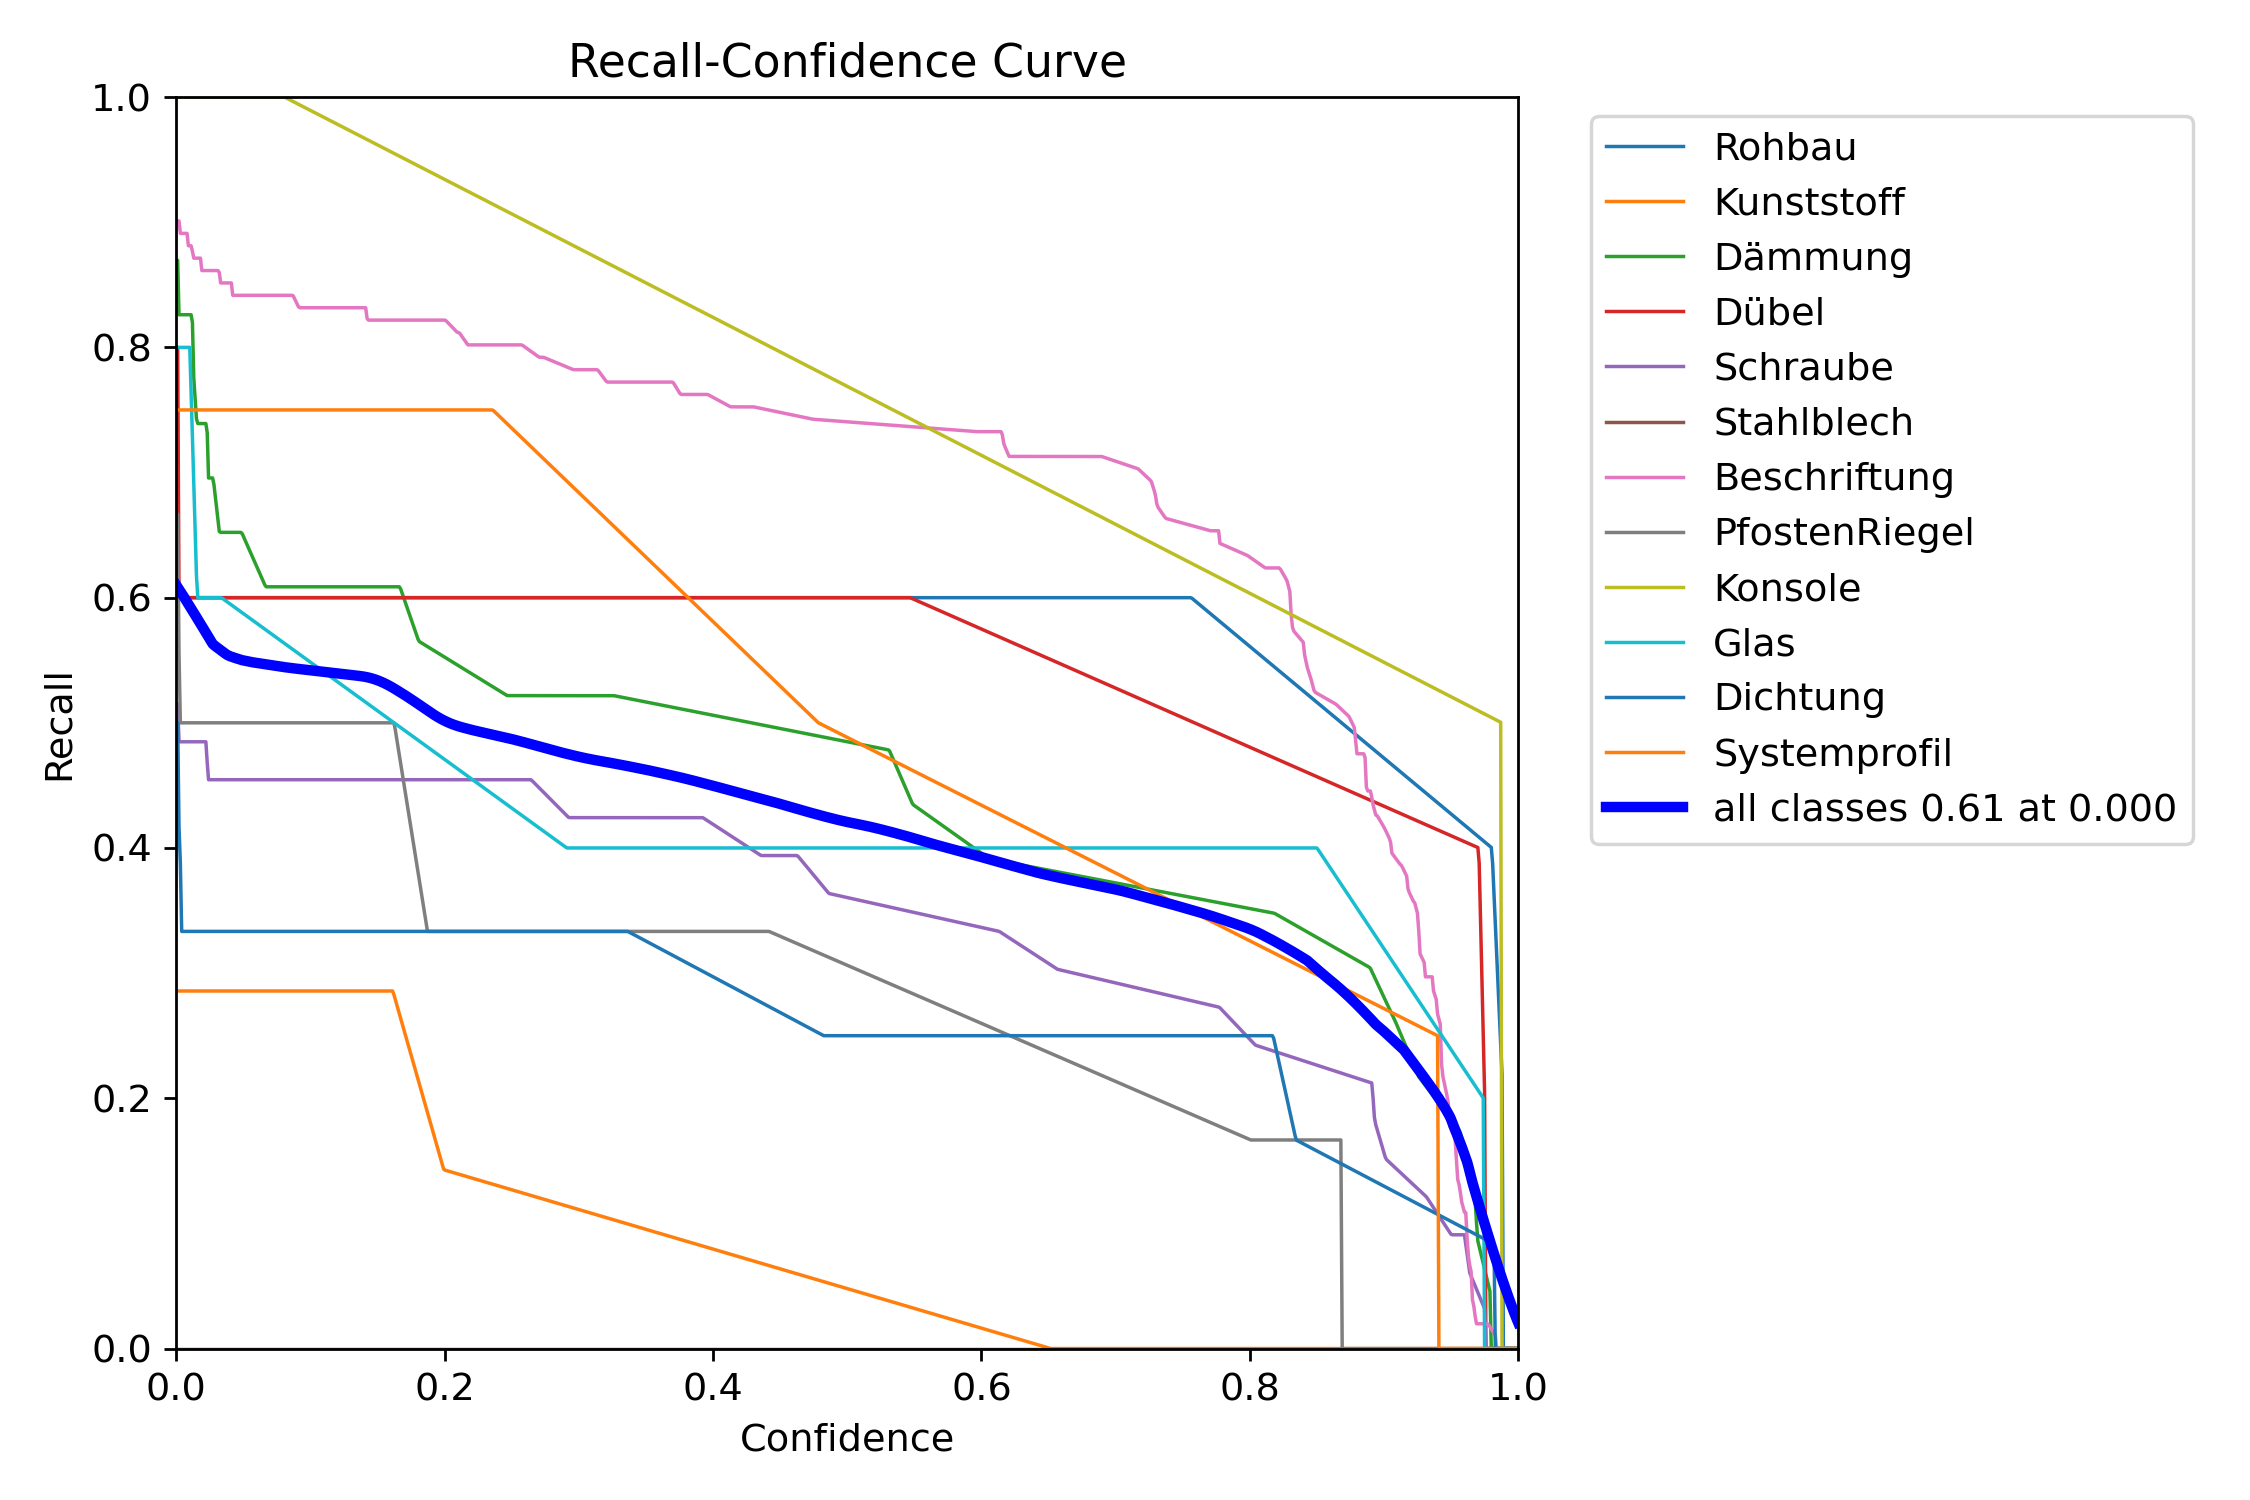 Recall-Confidence Curve
1.0
0.8
0.6
0.4
0.2
0.0
Recall
0.0 0.2 0.4 0.6 0.8 1.0
Confidence
Rohbau
Kunststoff
Dämmung
Dübel
Schraube
Stahlblech
Beschriftung
PfostenRiegel
Konsole
Glas
Dichtung
Systemprofil
all classes 0.61 at 0.000